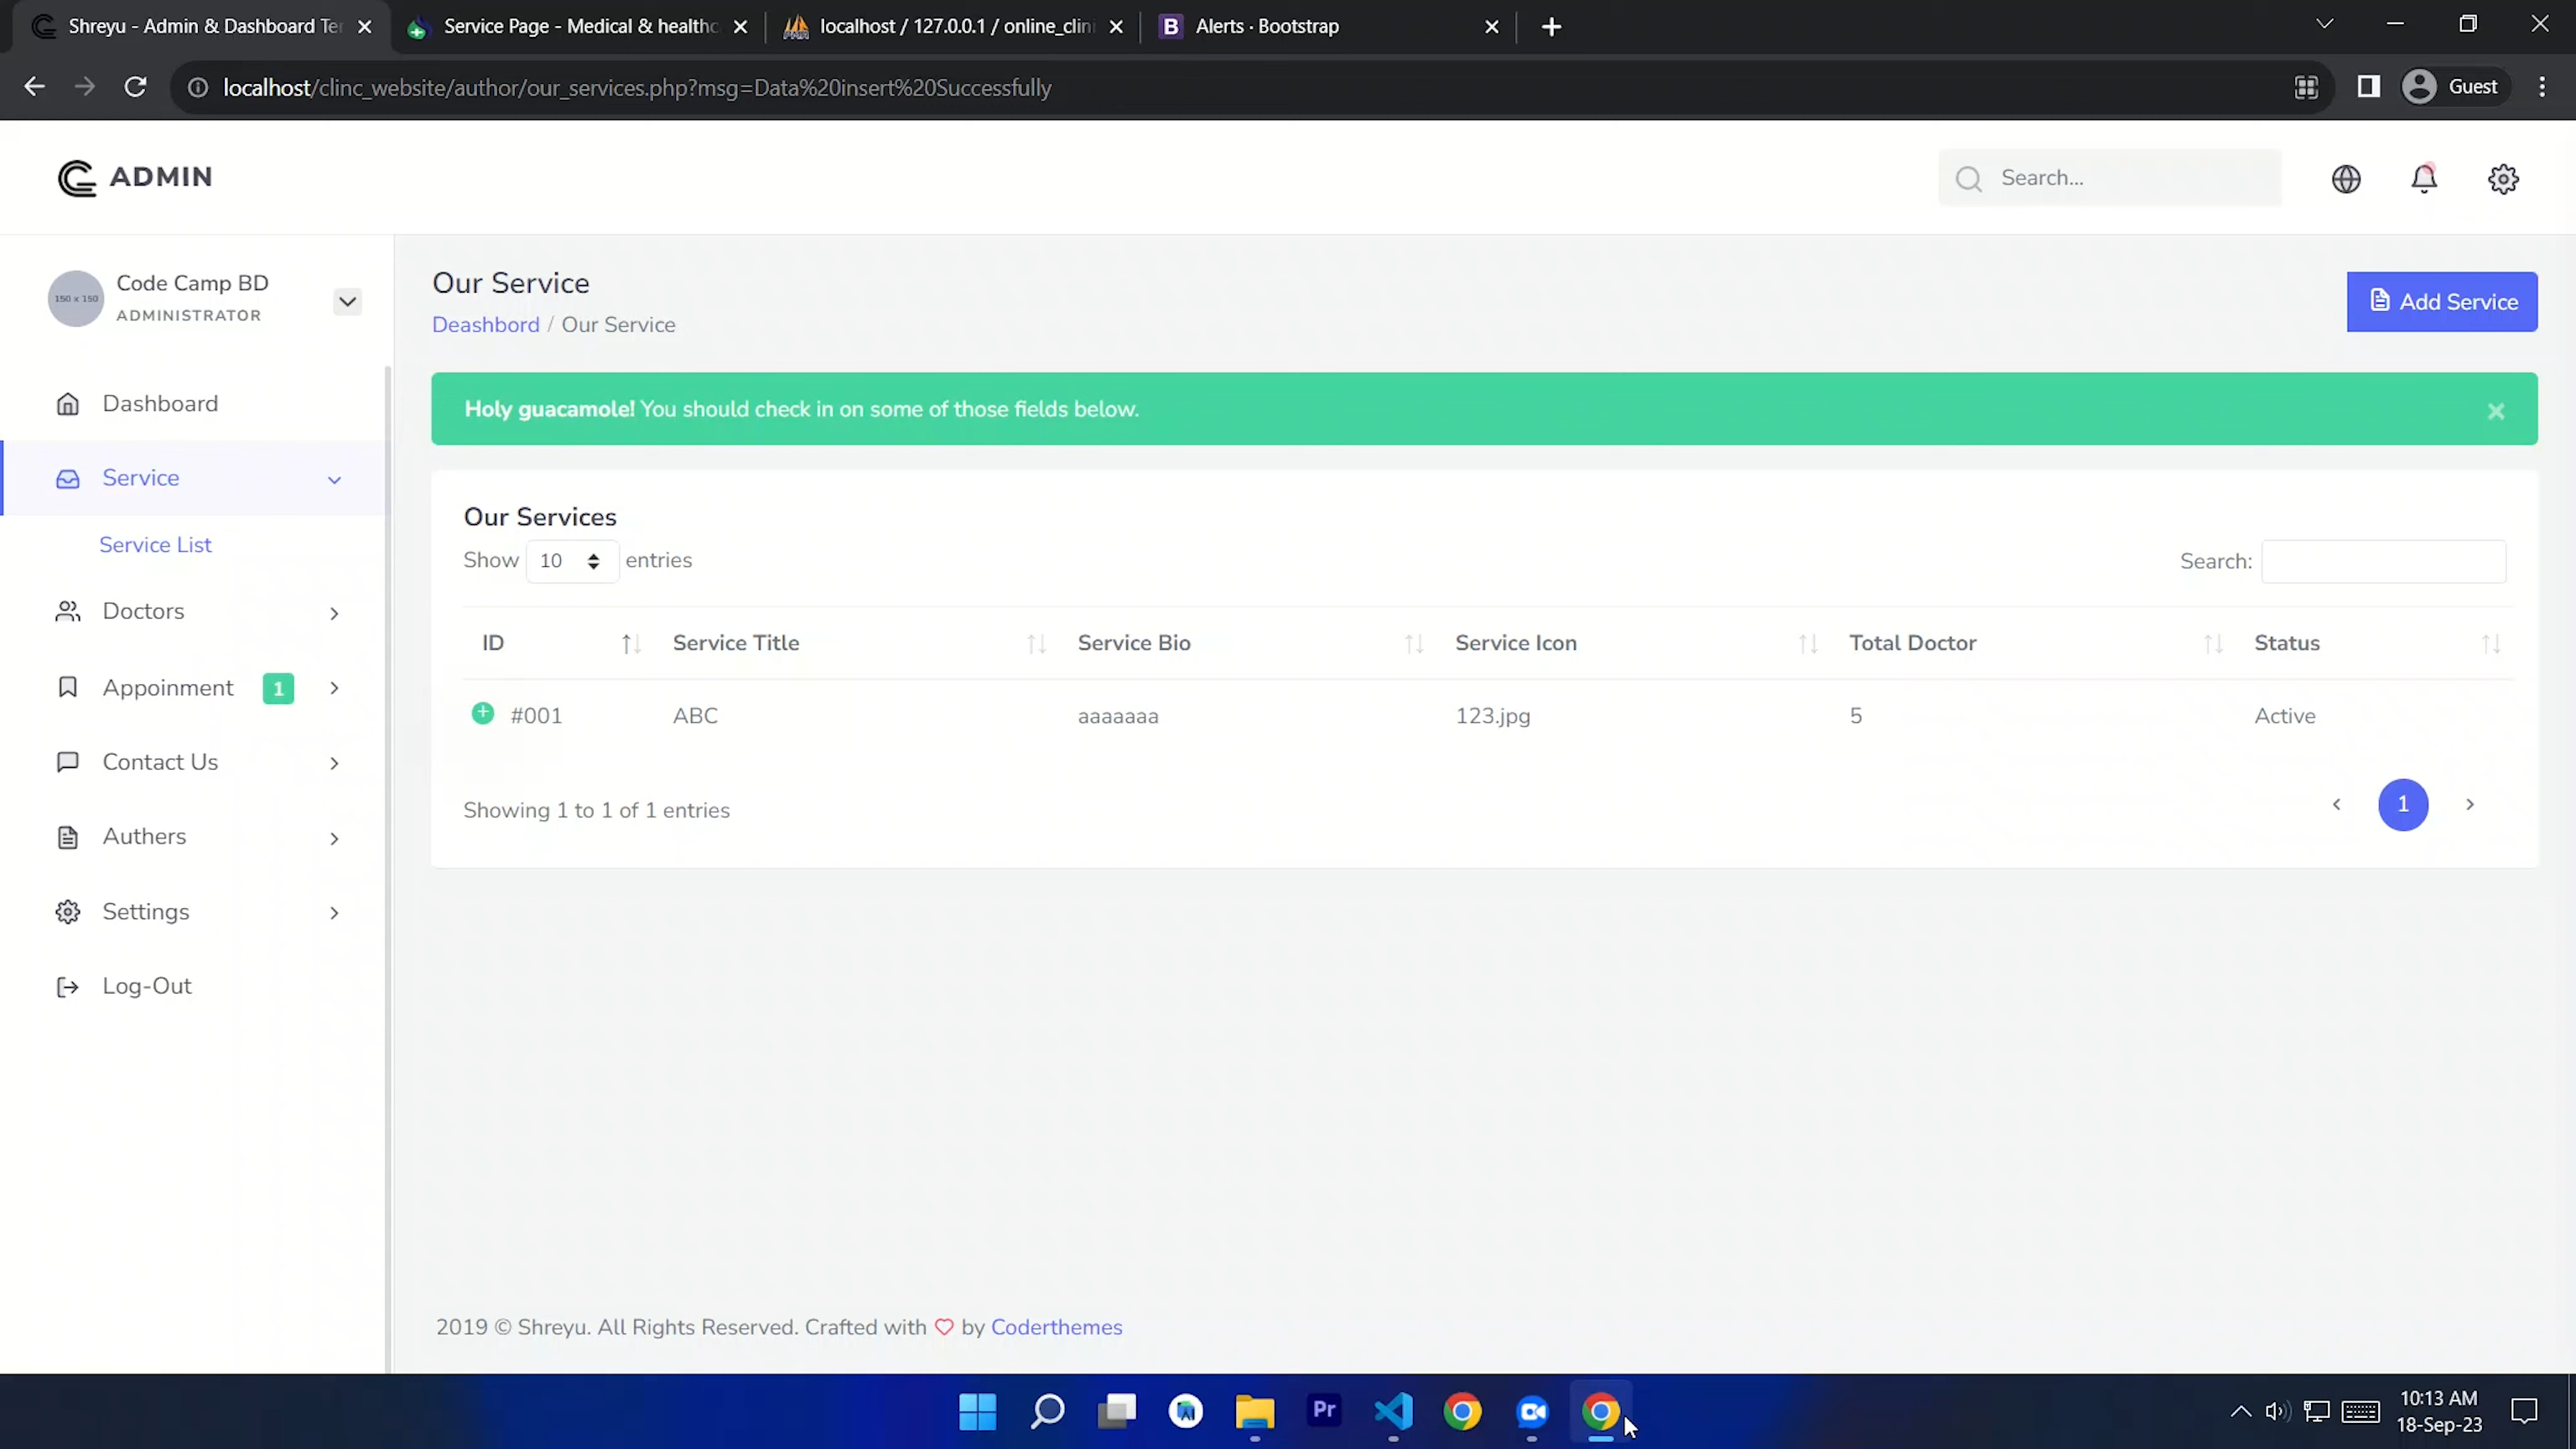 Shreyu - Admin & Dashboard Ter
Service Page - Medical & healthc
localhost / 127.0.0.1 / online_clini
Alerts · Bootstrap
localhost/clinc_website/author/our_services.php?msg=Data%20insert%20Successfully
Guest
ADMIN
Search...
150 x 150
Code Camp BD
ADMINISTRATOR
Dashboard
Service
Service List
Doctors
Appoinment 1
Contact Us
Authers
Settings
Log-Out
Our Service
Deashbord / Our Service
Add Service
Holy guacamole! You should check in on some of those fields below.
×
Our Services
Show 10 entries
Search:
ID Service Title Service Bio Service Icon Total Doctor Status
#001 ABC aaaaaaa 123.jpg 5 Active
Showing 1 to 1 of 1 entries
1
2019 © Shreyu. All Rights Reserved. Crafted with by Coderthemes
Pr
10:13 AM
18-Sep-23